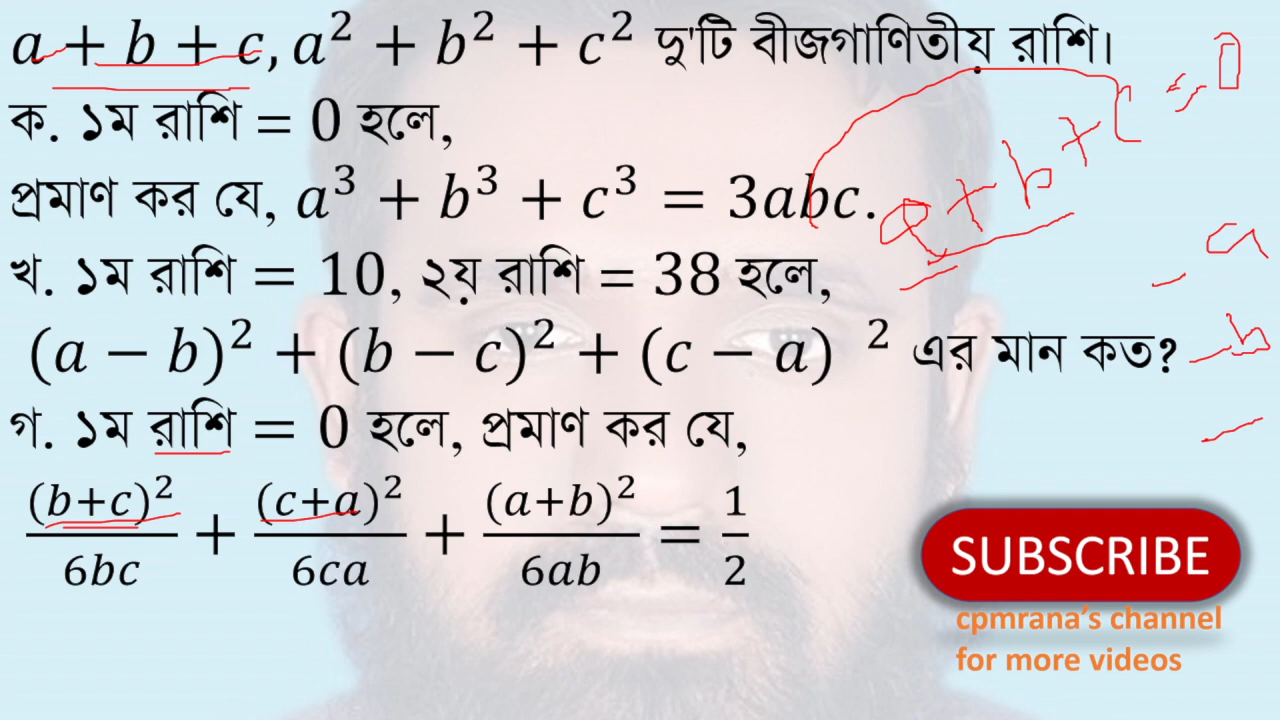 a + b + c, a² + b² + c² দু'টি বীজগাণিতীয় রাশি।
ক. ১ম রাশি = 0 হলে,
প্রমাণ কর যে, a³ + b³ + c³ = 3abc.
a + b + c = 0
খ. ১ম রাশি = 10, ২য় রাশি = 38 হলে,
a
(a − b)² + (b − c)² + (c − a) ² এর মান কত?
b
গ. ১ম রাশি = 0 হলে, প্রমাণ কর যে,
(b+c)²/6bc + (c+a)²/6ca + (a+b)²/6ab = 1/2
SUBSCRIBE
cpmrana's channel
for more videos